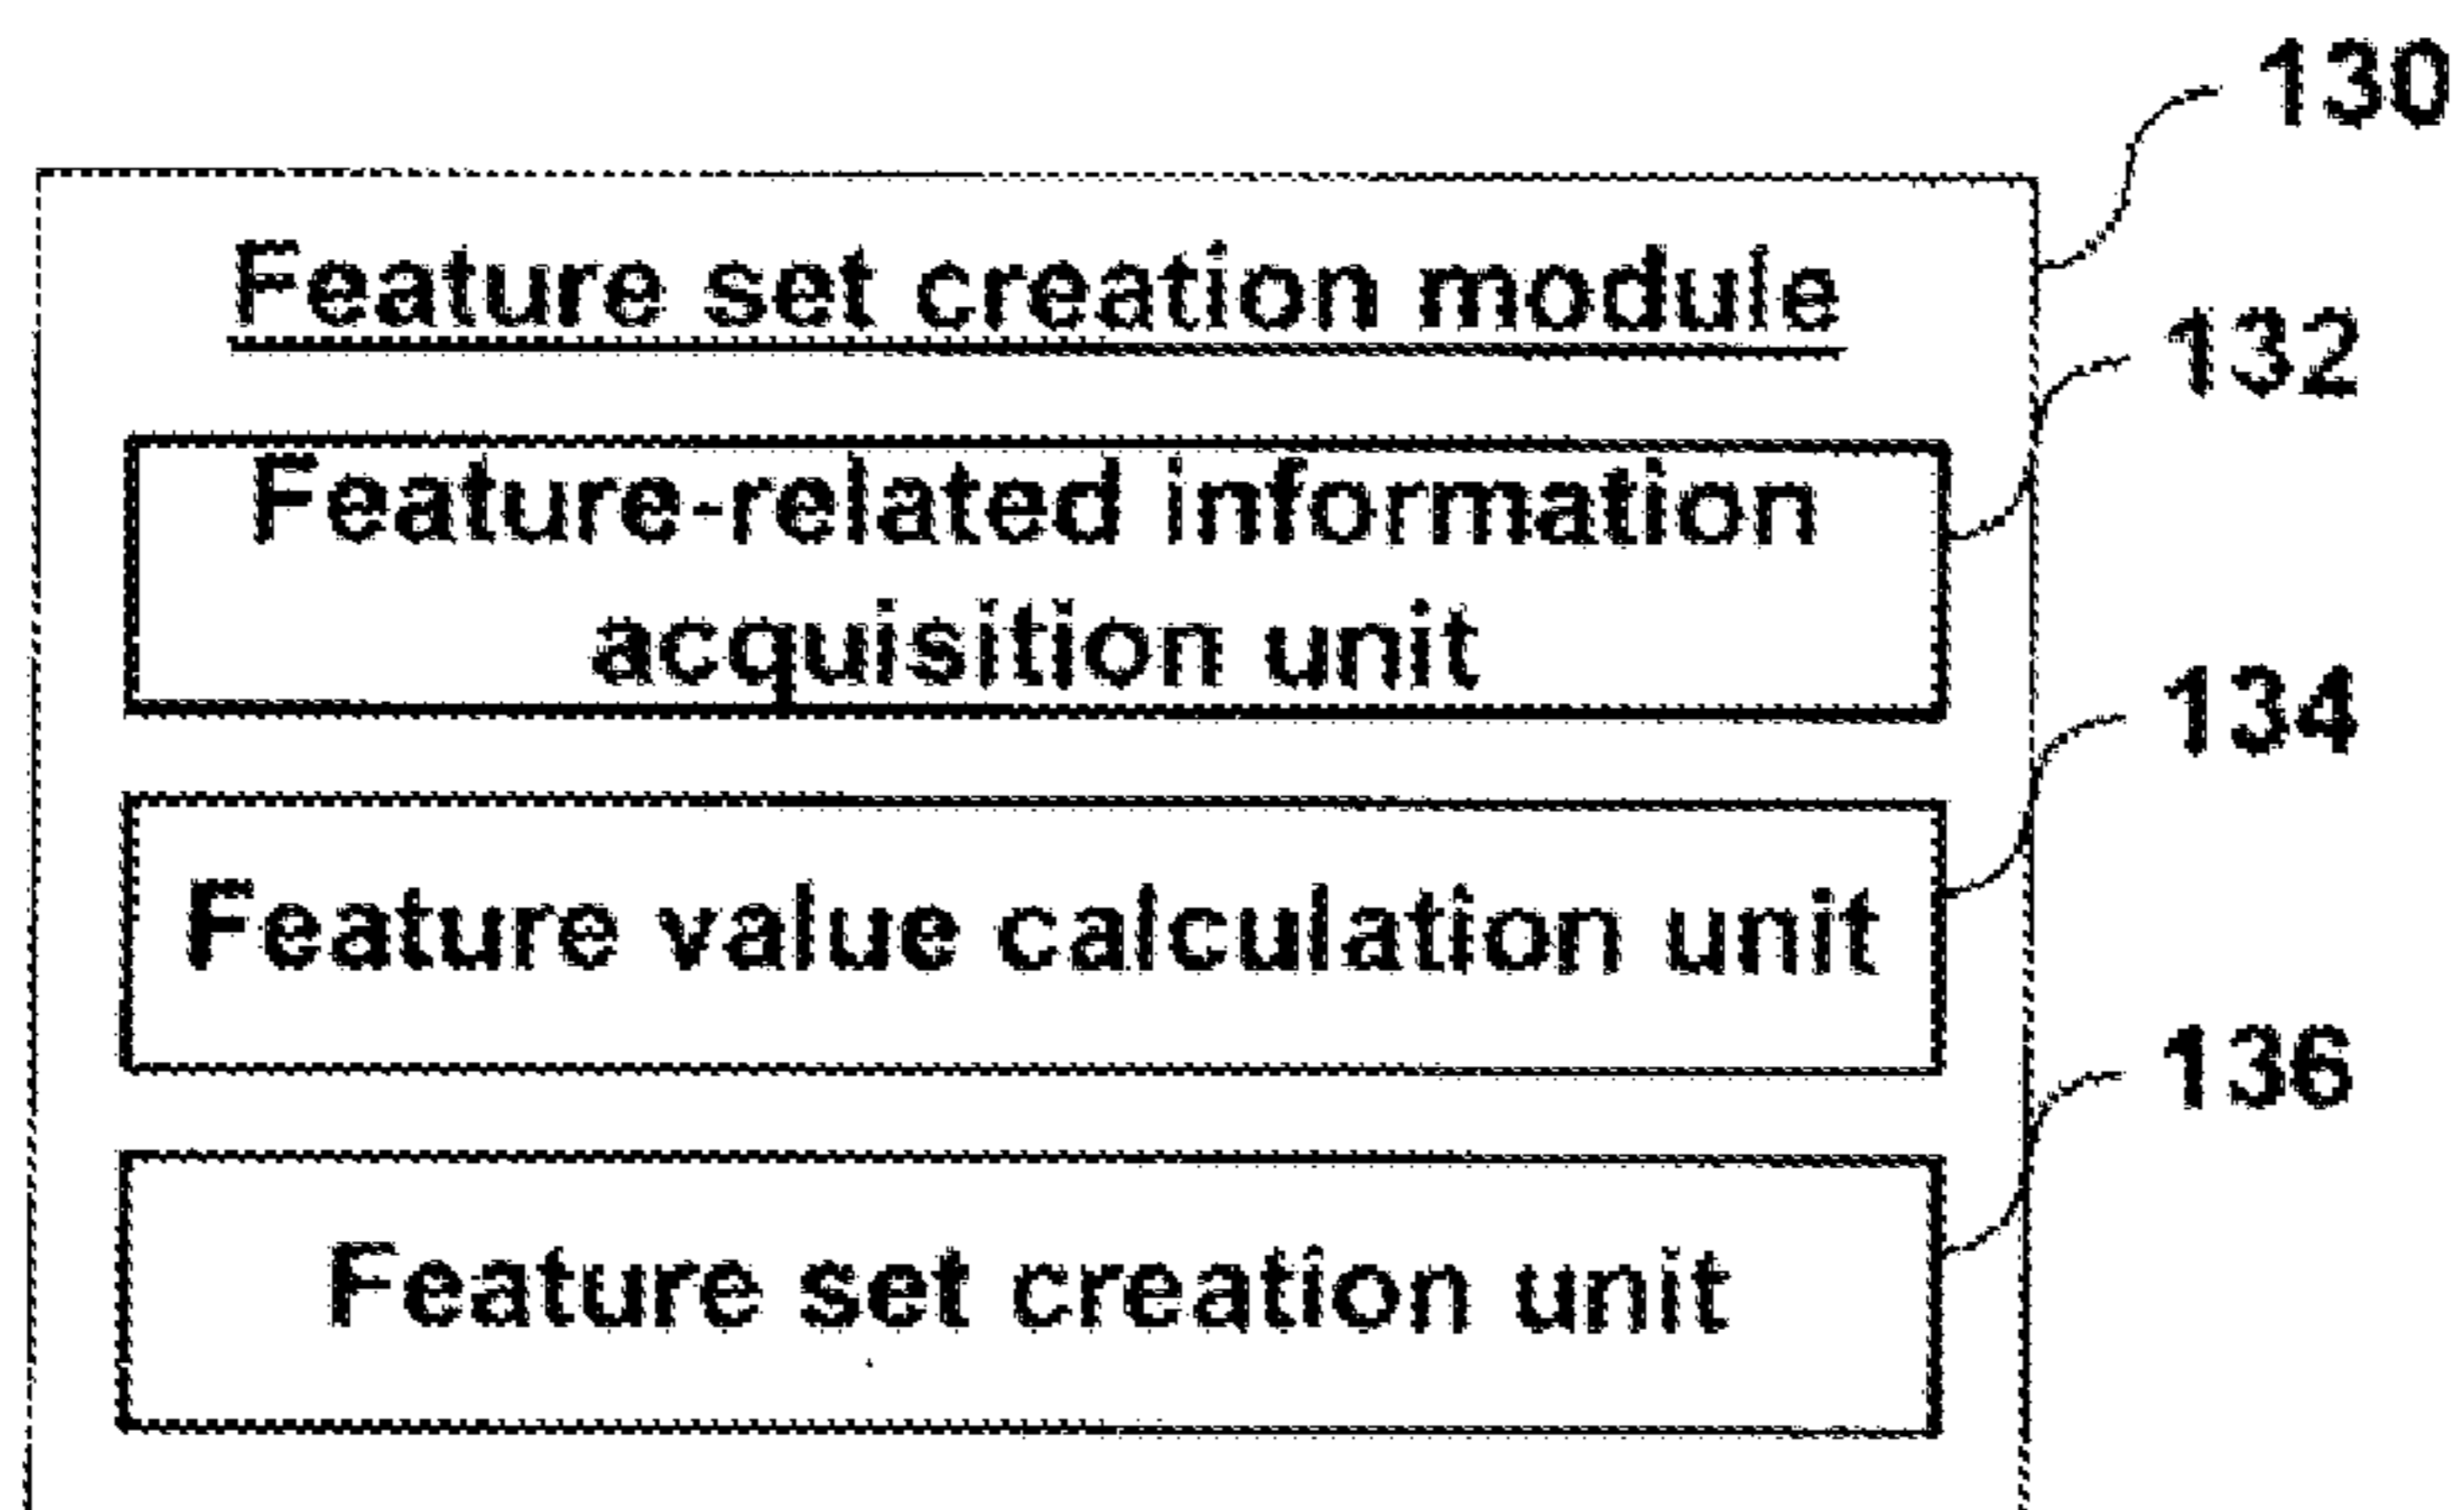 130
Feature set creation module
132
Feature-related information
acquisition unit
134
Feature value calculation unit
136
Feature set creation unit